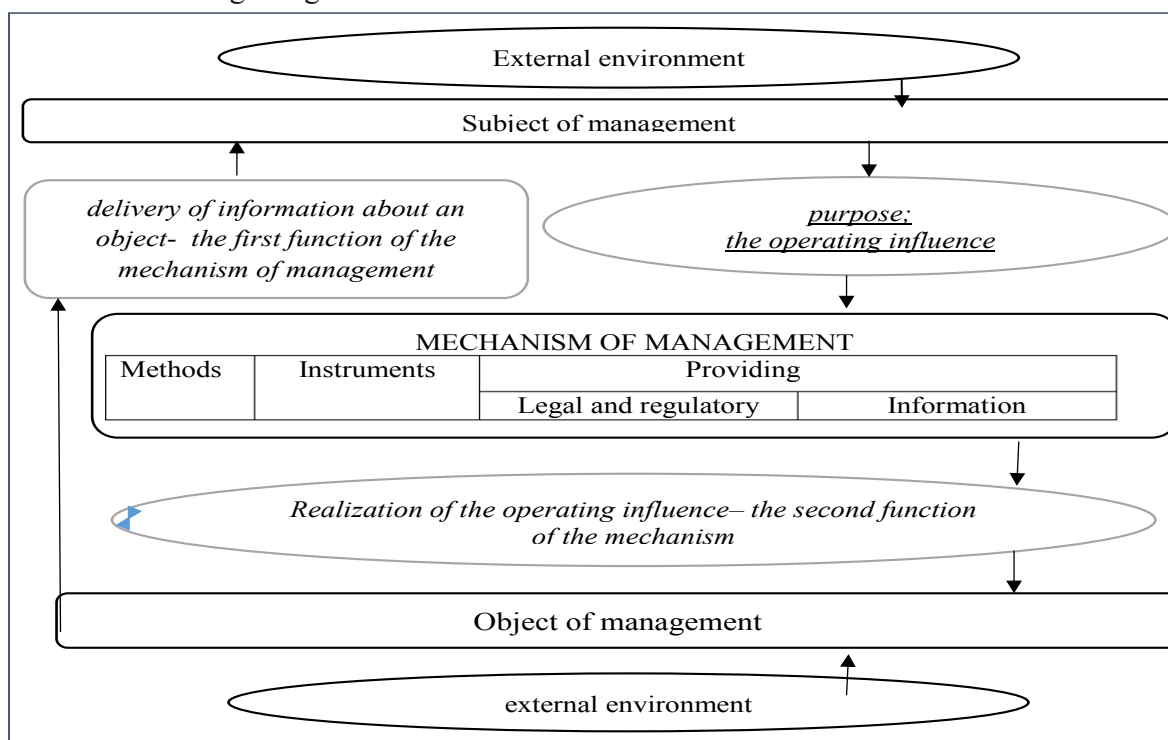 External environment
Subject of management
delivery of information about an
object- the first function of the
mechanism of management
purpose;
the operating influence
MECHANISM OF MANAGEMENT
Methods Instruments Providing
Legal and regulatory Information
Realization of the operating influence– the second function
of the mechanism
Object of management
external environment